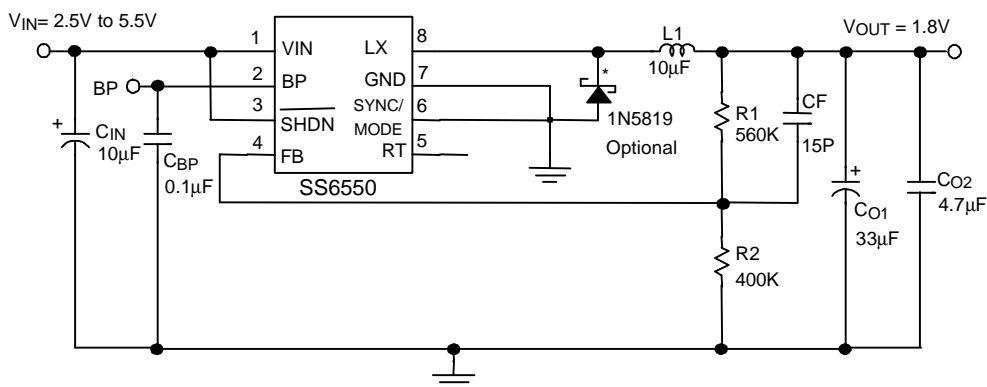 VIN= 2.5V to 5.5V
VOUT = 1.8V
1 VIN
LX 8
L1
10µF
BP
2 BP
GND 7
3 SHDN
SYNC/
MODE 6
4 FB
RT 5
SS6550
CIN
10µF
CBP
0.1µF
*
1N5819
Optional
R1
560K
CF
15P
R2
400K
CO1
33µF
CO2
4.7µF